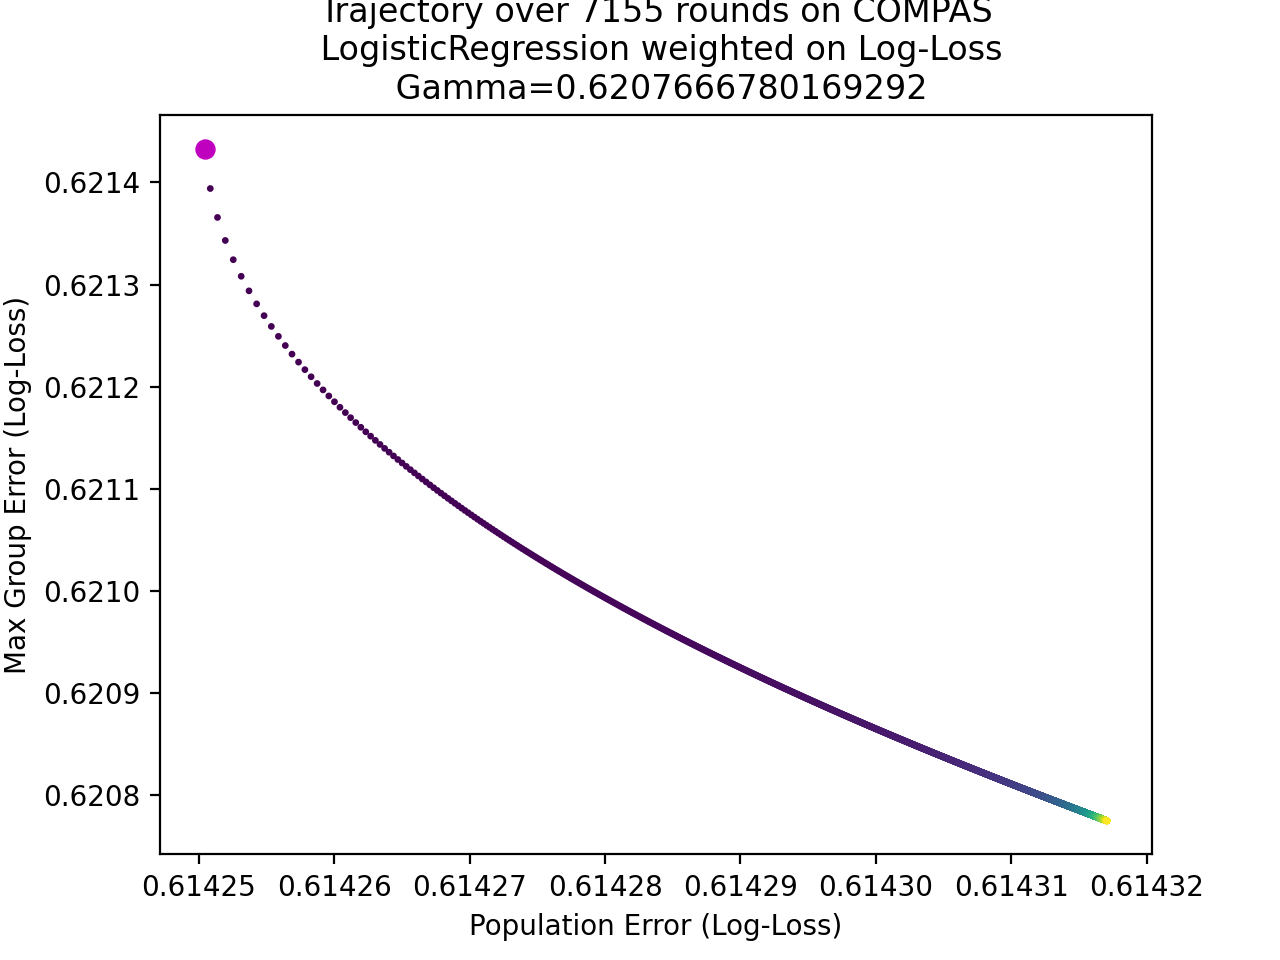 Trajectory over 7155 rounds on COMPAS
LogisticRegression weighted on Log-Loss
Gamma=0.6207666780169292
0.6214
0.6213
0.6212
0.6211
0.6210
0.6209
0.6208
Max Group Error (Log-Loss)
0.61425 0.61426 0.61427 0.61428 0.61429 0.61430 0.61431 0.61432
Population Error (Log-Loss)